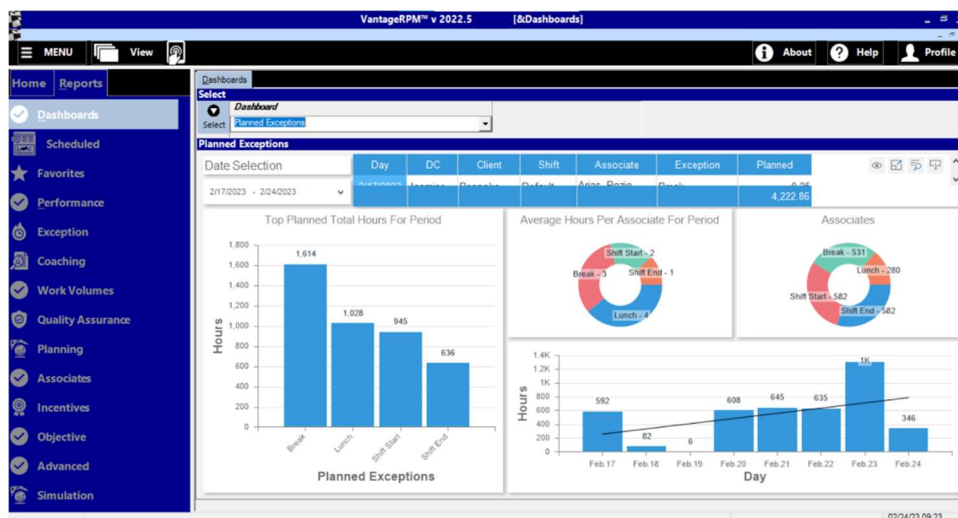 VantageRPM™ v 2022.5 [&Dashboards]
MENU View About Help Profile
Home Reports
Dashboards
Scheduled
Favorites
Performance
Exception
Coaching
Work Volumes
Quality Assurance
Planning
Associates
Incentives
Objective
Advanced
Simulation
Dashboards
Select
Dashboard
Select Planned Exceptions
Planned Exceptions
Date Selection
2/17/2023 - 2/24/2023
Day DC Client Shift Associate Exception Planned
4,222.86
Top Planned Total Hours For Period
Hours
1,800
1,600
1,400
1,200
1,000
800
600
400
200
0
1,614
1,028
945
636
Break
Lunch
Shift Start
Shift End
Planned Exceptions
Average Hours Per Associate For Period
Shift Start - 2
Break - 3
Shift End - 1
Lunch - 4
Associates
Break - 531
Lunch - 280
Shift Start - 582
Shift End - 582
Hours
1.4K
1.2K
1K
800
600
400
200
0
592
82
6
608
645
635
1K
346
Feb.17 Feb.18 Feb.19 Feb.20 Feb.21 Feb.22 Feb.23 Feb.24
Day
02/24/23 09:23